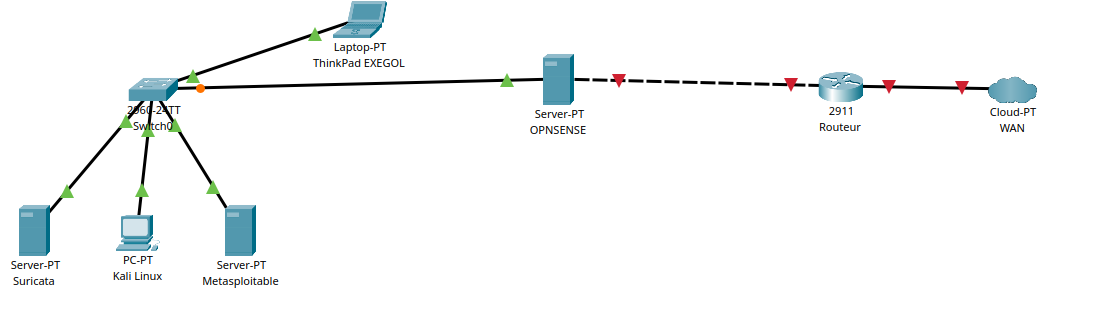 Laptop-PT
ThinkPad EXEGOL
2960-24TT
Switch0
Server-PT
OPNSENSE
2911
Routeur
Cloud-PT
WAN
Server-PT
Suricata
PC-PT
Kali Linux
Server-PT
Metasploitable